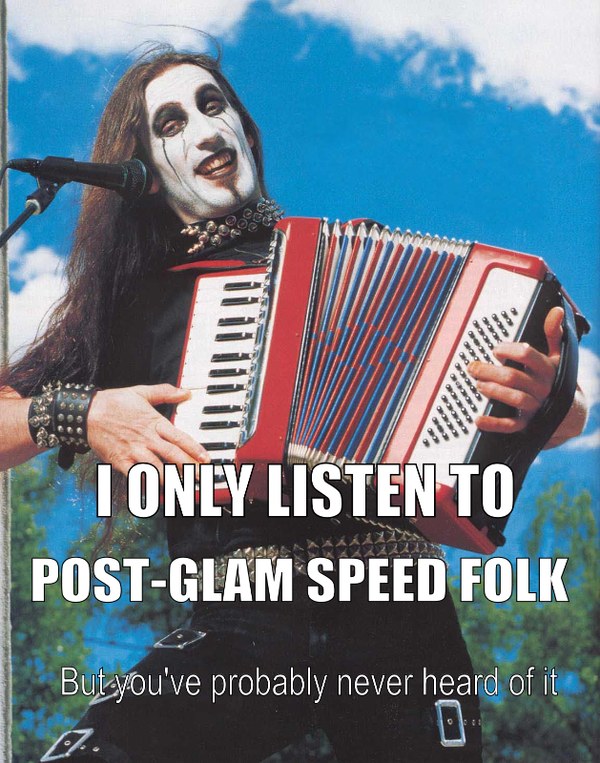 I ONLY LISTEN TO
POST-GLAM SPEED FOLK
But you've probably never heard of it